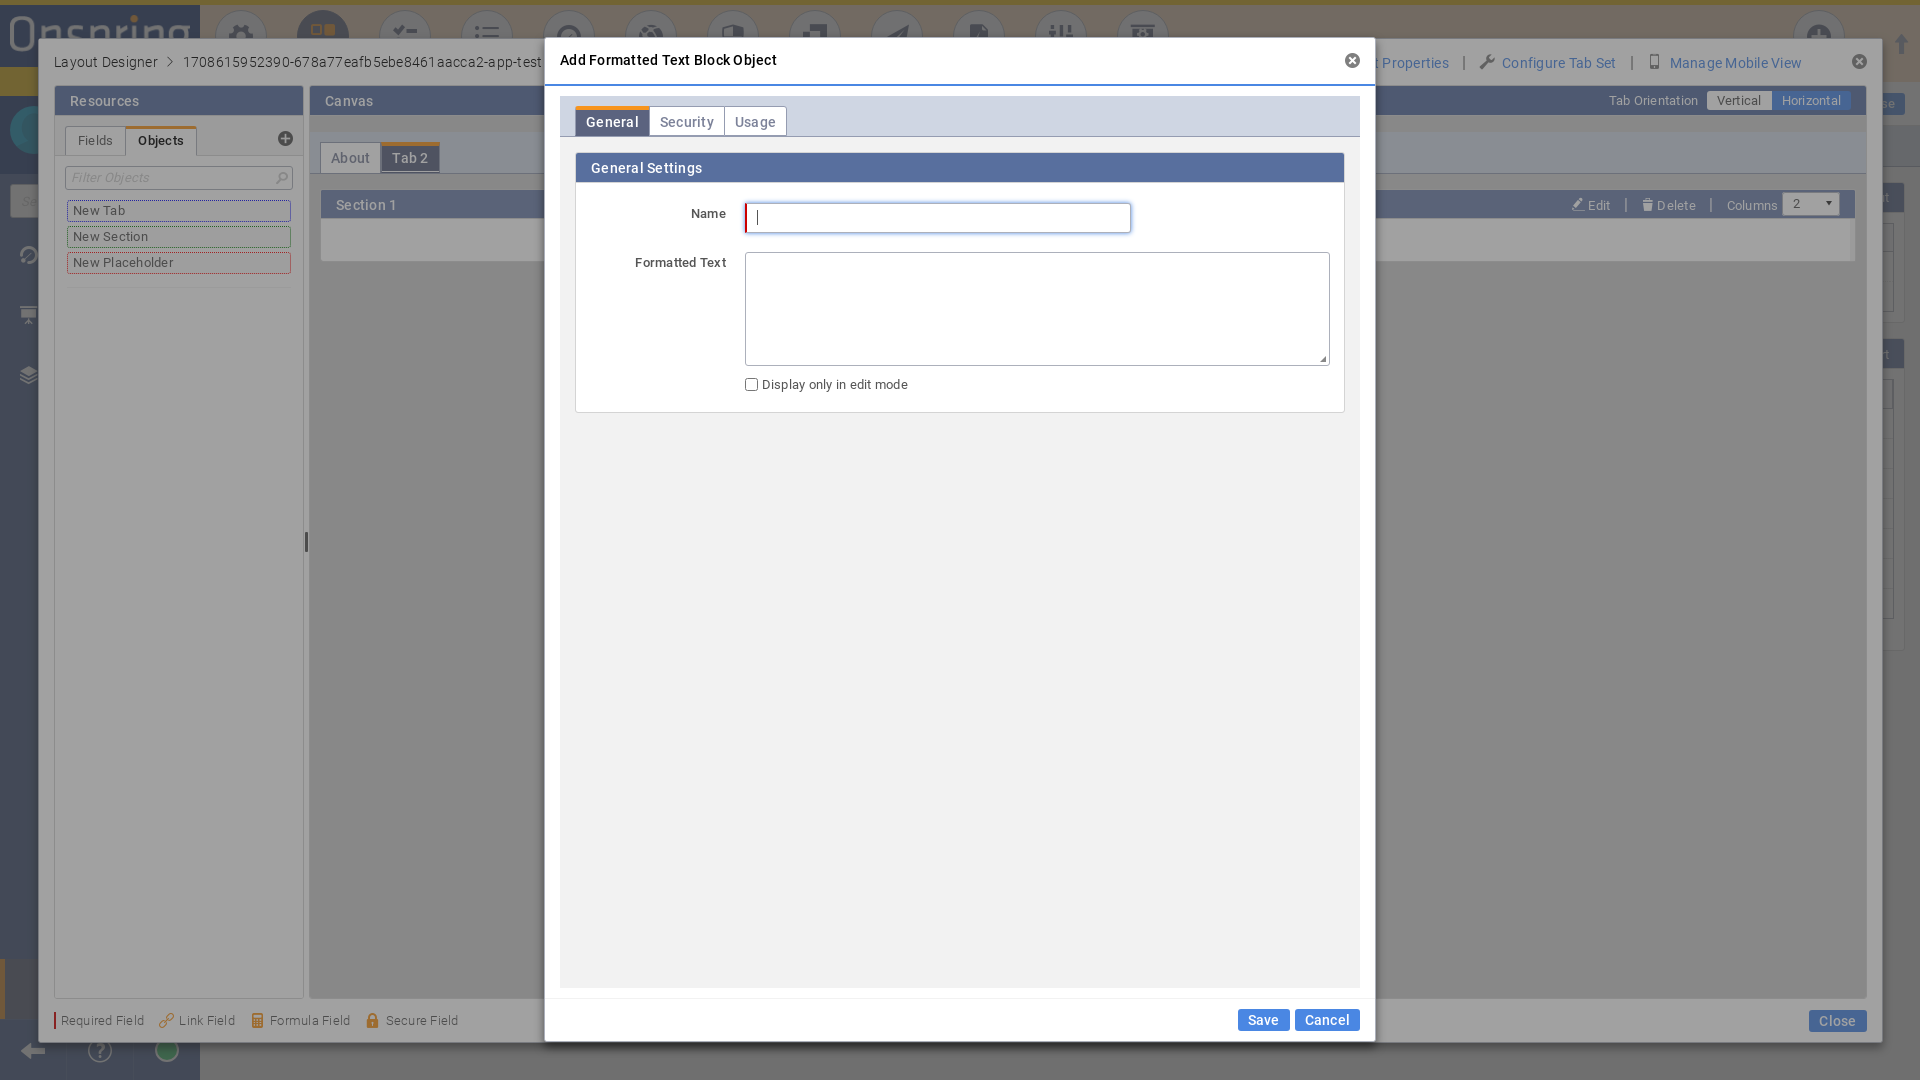 Onspring
Layout Designer > 1708615952390-678a77eafb5ebe8461aacca2-app-test
Add Formatted Text Block Object
Properties | Configure Tab Set | Manage Mobile View
Resources
Canvas
Tab Orientation Vertical Horizontal
Fields Objects
General Security Usage
Filter Objects
About Tab 2
General Settings
New Tab
New Section
New Placeholder
Section 1
Edit | Delete | Columns 2
Name
Formatted Text
Display only in edit mode
Required Field Link Field Formula Field Secure Field
Save Cancel
Close